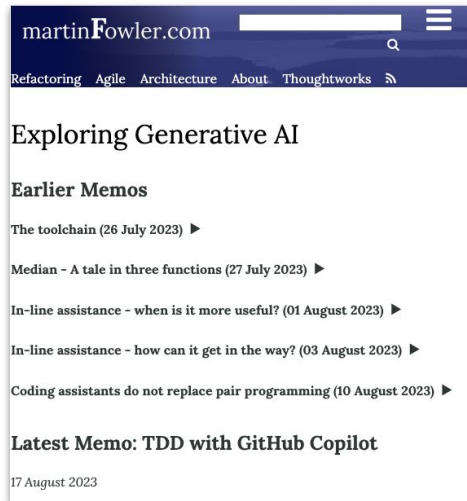 martinFowler.com
Refactoring Agile Architecture About Thoughtworks
Exploring Generative AI
Earlier Memos
The toolchain (26 July 2023)
Median - A tale in three functions (27 July 2023)
In-line assistance - when is it more useful? (01 August 2023)
In-line assistance - how can it get in the way? (03 August 2023)
Coding assistants do not replace pair programming (10 August 2023)
Latest Memo: TDD with GitHub Copilot
17 August 2023